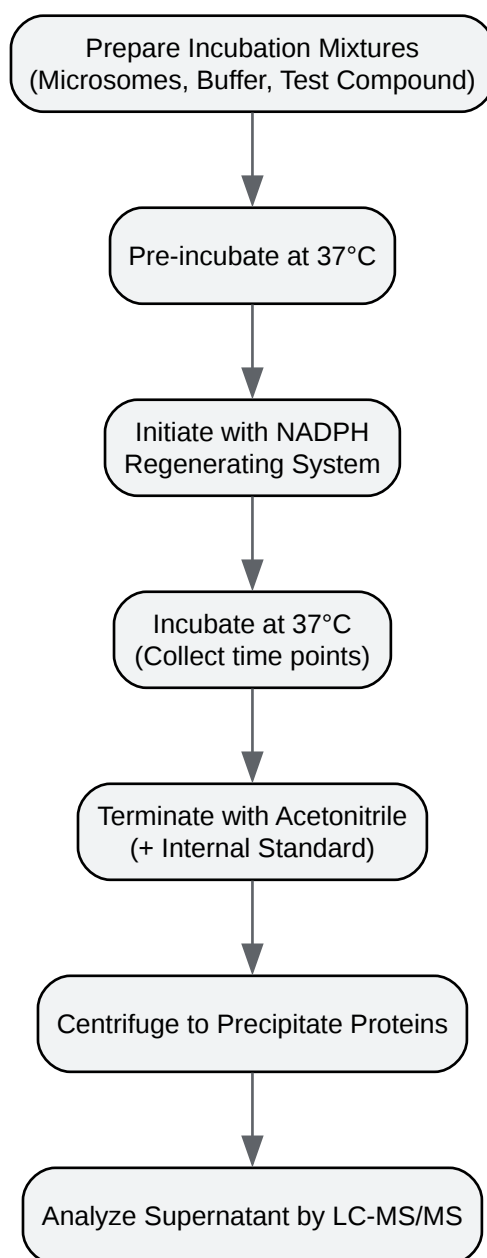 Prepare Incubation Mixtures
(Microsomes, Buffer, Test Compound)
Pre-incubate at 37°C
Initiate with NADPH
Regenerating System
Incubate at 37°C
(Collect time points)
Terminate with Acetonitrile
(+ Internal Standard)
Centrifuge to Precipitate Proteins
Analyze Supernatant by LC-MS/MS